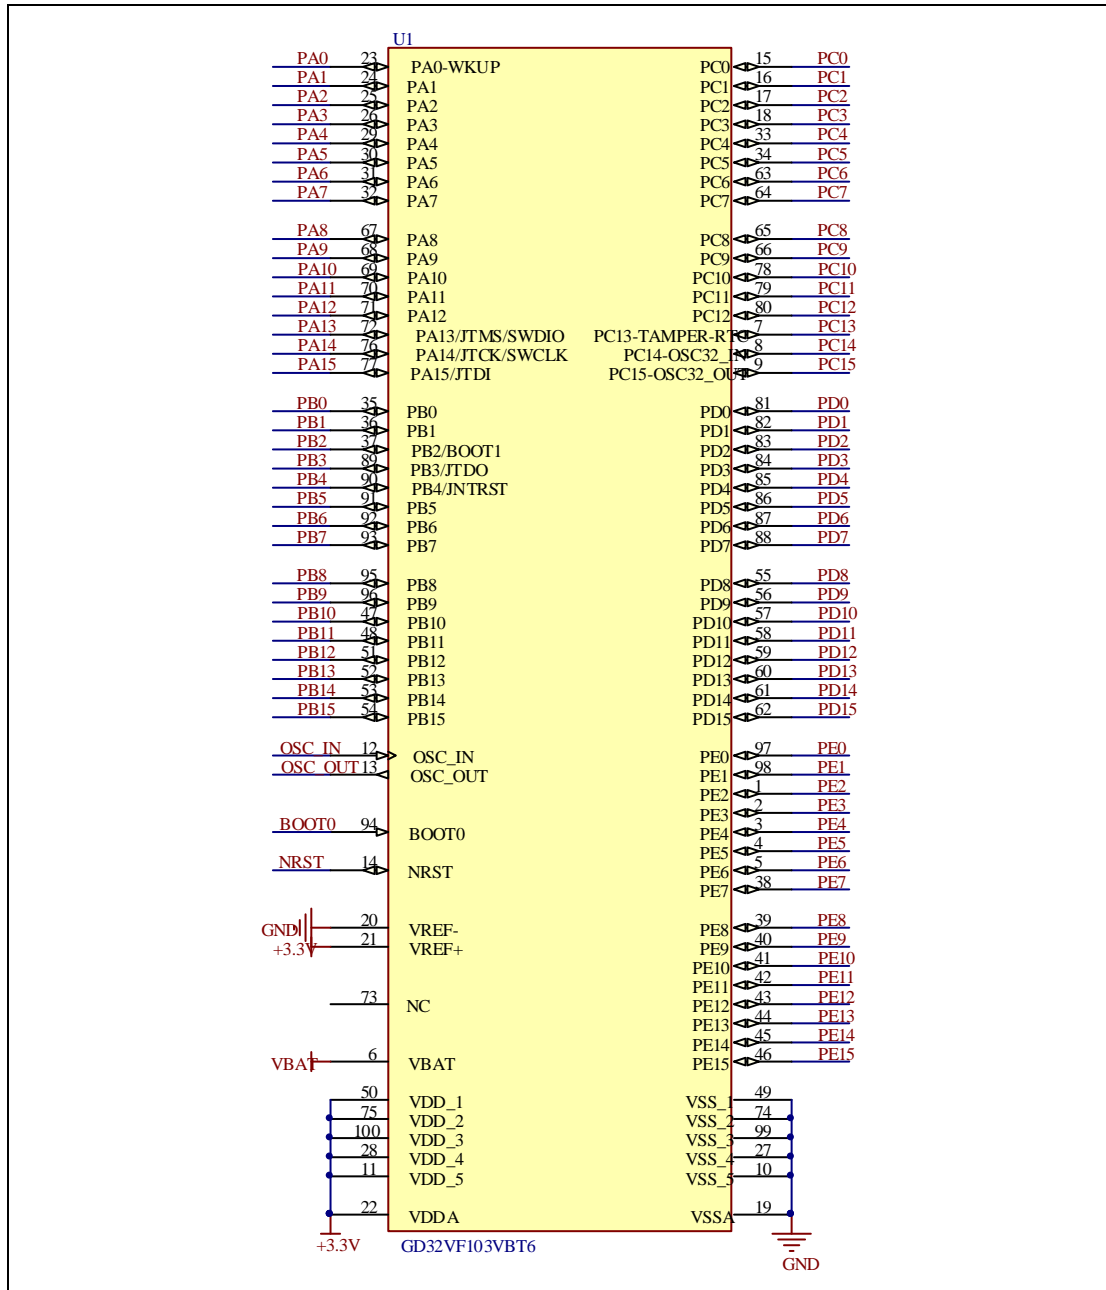 U1
PA0 23 PA0-WKUP PC0 15 PC0
PA1 24 PA1 PC1 16 PC1
PA2 25 PA2 PC2 17 PC2
PA3 26 PA3 PC3 18 PC3
PA4 29 PA4 PC4 33 PC4
PA5 30 PA5 PC5 34 PC5
PA6 31 PA6 PC6 63 PC6
PA7 32 PA7 PC7 64 PC7
PA8 67 PA8 PC8 65 PC8
PA9 68 PA9 PC9 66 PC9
PA10 69 PA10 PC10 78 PC10
PA11 70 PA11 PC11 79 PC11
PA12 71 PA12 PC12 80 PC12
PA13 72 PA13/JTMS/SWDIO PC13-TAMPER-RTC 7 PC13
PA14 76 PA14/JTCK/SWCLK PC14-OSC32_IN 8 PC14
PA15 77 PA15/JTDI PC15-OSC32_OUT 9 PC15
PB0 35 PB0 PD0 81 PD0
PB1 36 PB1 PD1 82 PD1
PB2 37 PB2/BOOT1 PD2 83 PD2
PB3 89 PB3/JTDO PD3 84 PD3
PB4 90 PB4/JNTRST PD4 85 PD4
PB5 91 PB5 PD5 86 PD5
PB6 92 PB6 PD6 87 PD6
PB7 93 PB7 PD7 88 PD7
PB8 95 PB8 PD8 55 PD8
PB9 96 PB9 PD9 56 PD9
PB10 47 PB10 PD10 57 PD10
PB11 48 PB11 PD11 58 PD11
PB12 51 PB12 PD12 59 PD12
PB13 52 PB13 PD13 60 PD13
PB14 53 PB14 PD14 61 PD14
PB15 54 PB15 PD15 62 PD15
OSC_IN 12 OSC_IN PE0 97 PE0
OSC_OUT 13 OSC_OUT PE1 98 PE1
PE2 1 PE2
PE3 2 PE3
BOOT0 94 BOOT0 PE4 3 PE4
PE5 4 PE5
NRST 14 NRST PE6 5 PE6
PE7 38 PE7
GND 20 VREF- PE8 39 PE8
+3.3V 21 VREF+ PE9 40 PE9
PE10 41 PE10
PE11 42 PE11
73 NC PE12 43 PE12
PE13 44 PE13
PE14 45 PE14
VBAT 6 VBAT PE15 46 PE15
50 VDD_1 VSS_1 49
75 VDD_2 VSS_2 74
100 VDD_3 VSS_3 99
28 VDD_4 VSS_4 27
11 VDD_5 VSS_5 10
22 VDDA VSSA 19
+3.3V GD32VF103VBT6
GND